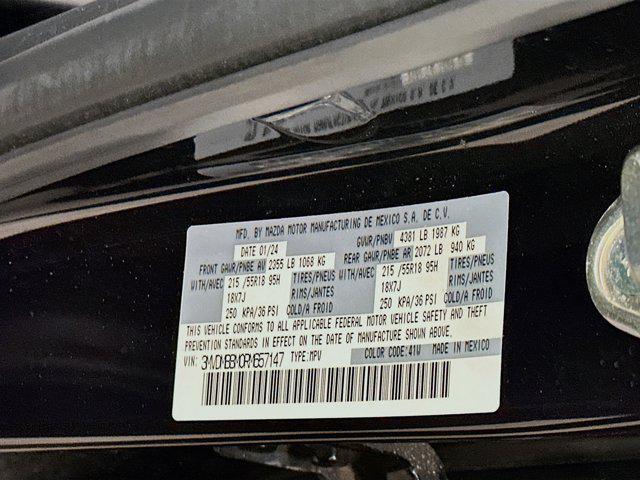 MFD. BY MAZDA MOTOR MANUFACTURING DE MEXICO S.A. DE C.V.
DATE 01/24 GVWR/PNBV 4381 LB 1987 KG
FRONT GAWR/PNBE AV 2355 LB 1068 KG REAR GAWR/PNBE AR 2072 LB 940 KG
WITH/AVEC 215 /55R18 95H TIRES/PNEUS WITH/AVEC 215 /55R18 95H TIRES/PNEUS
18X7J RIMS/JANTES 18X7J RIMS/JANTES
250 KPA/36 PSI COLD/A FROID 250 KPA/36 PSI COLD/A FROID
THIS VEHICLE CONFORMS TO ALL APPLICABLE FEDERAL MOTOR VEHICLE SAFETY AND THEFT
PREVENTION STANDARDS IN EFFECT ON THE DATE OF MANUFACTURE SHOWN ABOVE.
VIN: TYPE:MPV COLOR CODE:41W MADE IN MEXICO